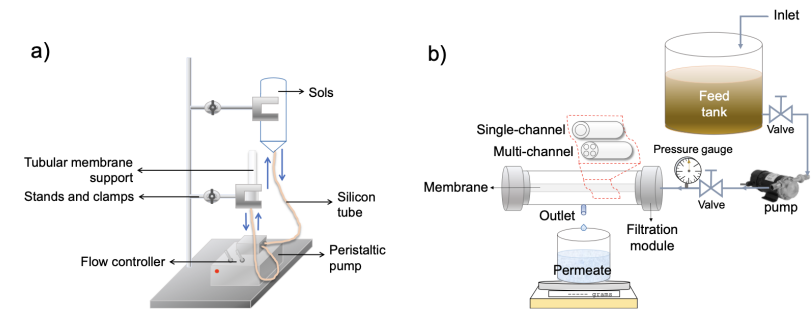 a)
Sols
Tubular membrane
support
Stands and clamps
Silicon
tube
Flow controller
Peristaltic
pump
b)
Inlet
Feed
tank
Valve
Single-channel
Multi-channel
Pressure gauge
Membrane
Valve
pump
Outlet
Filtration
module
Permeate
----- grams